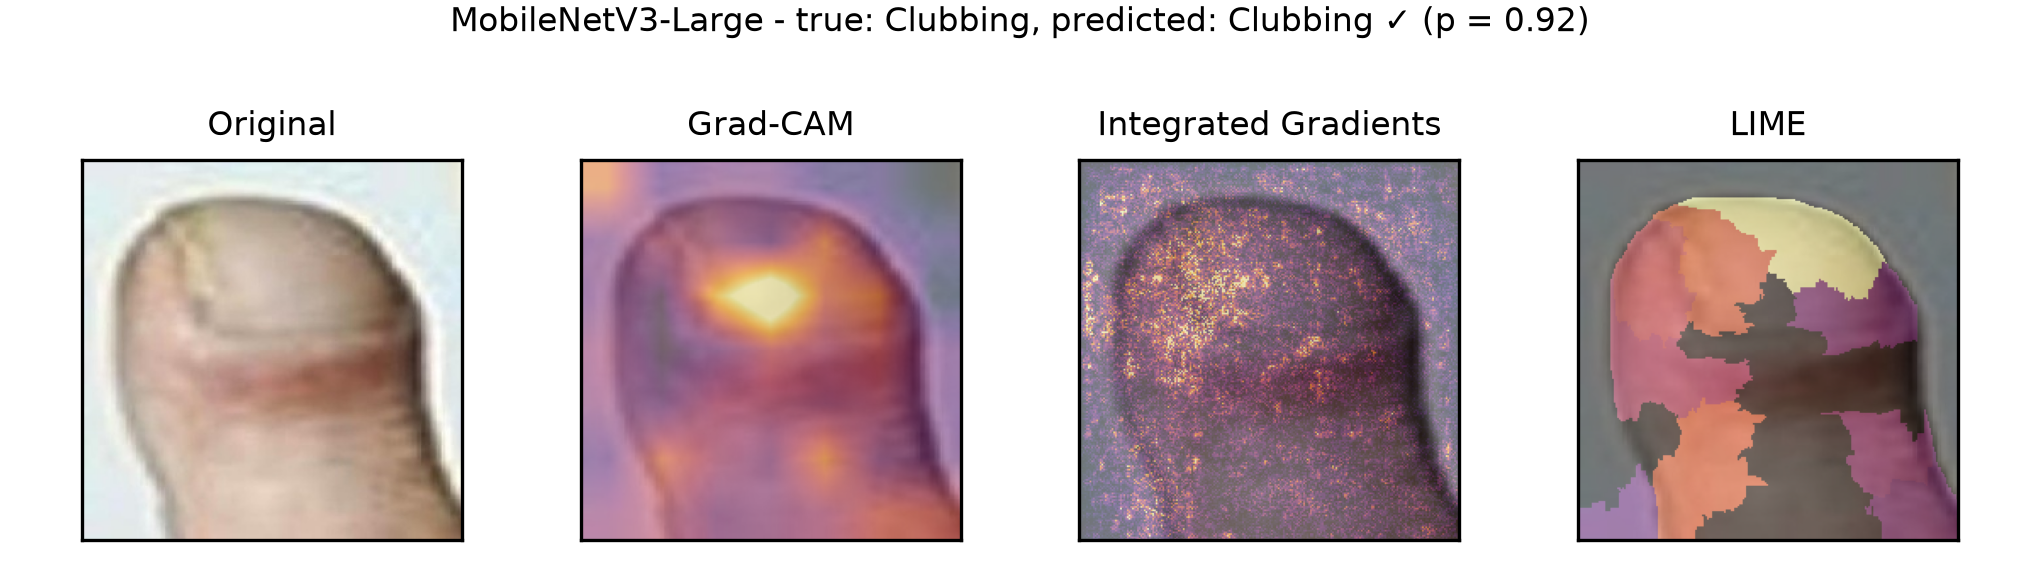 MobileNetV3-Large - true: Clubbing, predicted: Clubbing ✓ (p = 0.92)
Original
Grad-CAM
Integrated Gradients
LIME